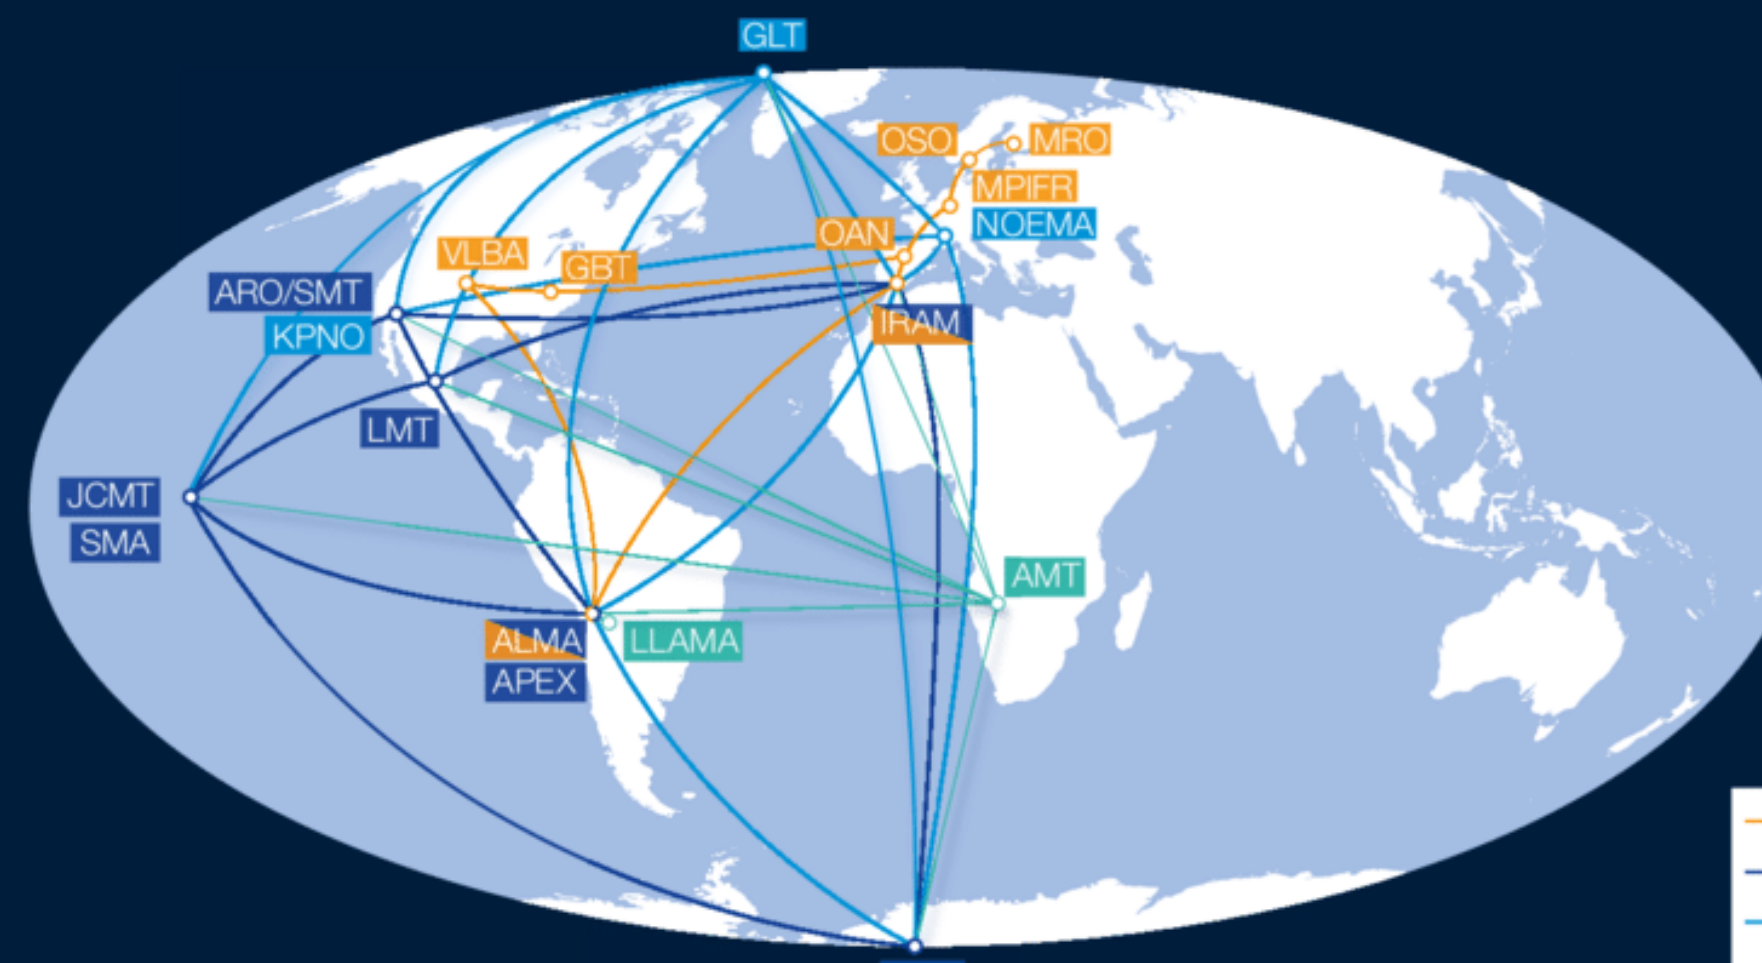 GLT
OSO
MRO
MPIFR
NOEMA
OAN
VLBA
GBT
ARO/SMT
KPNO
IRAM
LMT
JCMT
SMA
AMT
ALMA
LLAMA
APEX